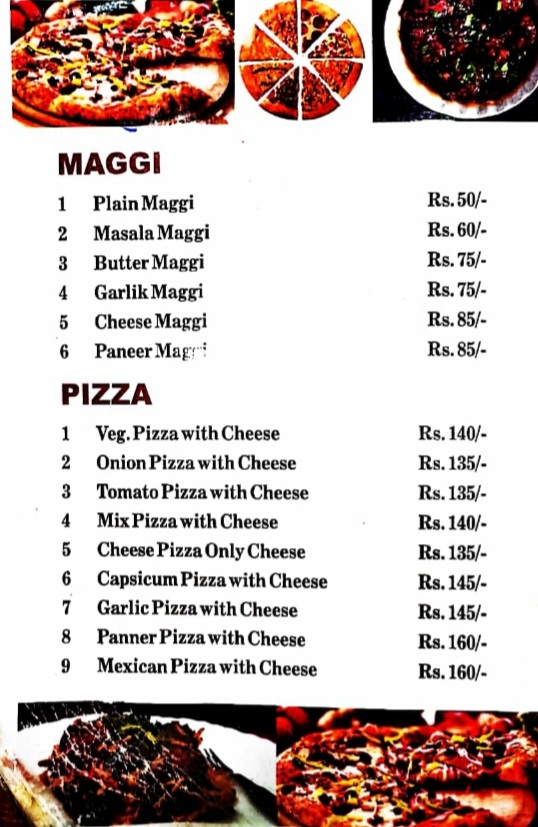 MAGGI
1 Plain Maggi Rs. 50/-
2 Masala Maggi Rs. 60/-
3 Butter Maggi Rs. 75/-
4 Garlik Maggi Rs. 75/-
5 Cheese Maggi Rs. 85/-
6 Paneer Maggi Rs. 85/-
PIZZA
1 Veg. Pizza with Cheese Rs. 140/-
2 Onion Pizza with Cheese Rs. 135/-
3 Tomato Pizza with Cheese Rs. 135/-
4 Mix Pizza with Cheese Rs. 140/-
5 Cheese Pizza Only Cheese Rs. 135/-
6 Capsicum Pizza with Cheese Rs. 145/-
7 Garlic Pizza with Cheese Rs. 145/-
8 Panner Pizza with Cheese Rs. 160/-
9 Mexican Pizza with Cheese Rs. 160/-